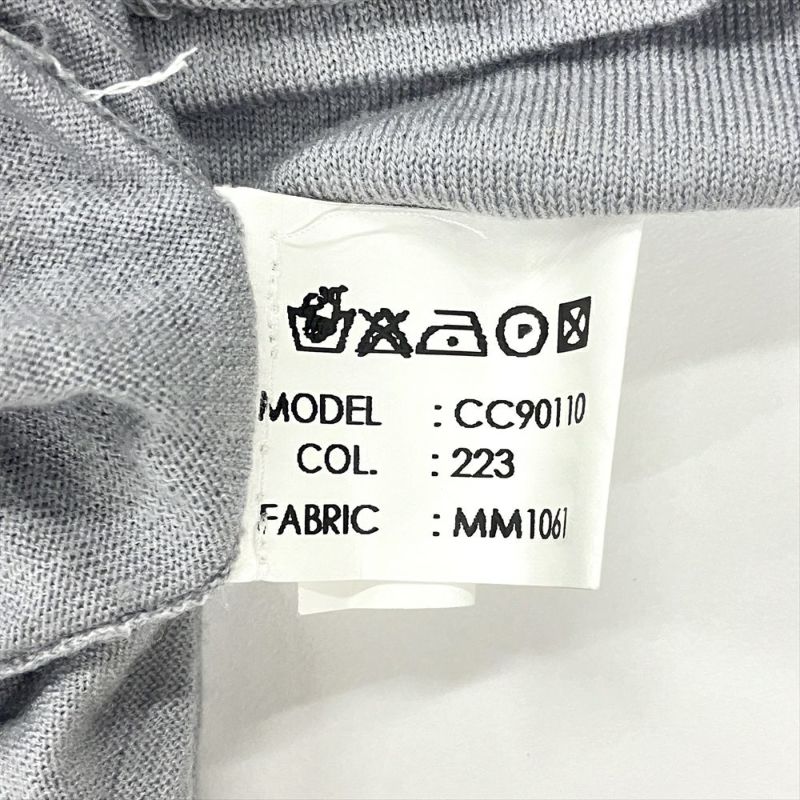 P
MODEL : CC90110
COL. : 223
FABRIC : MM1061